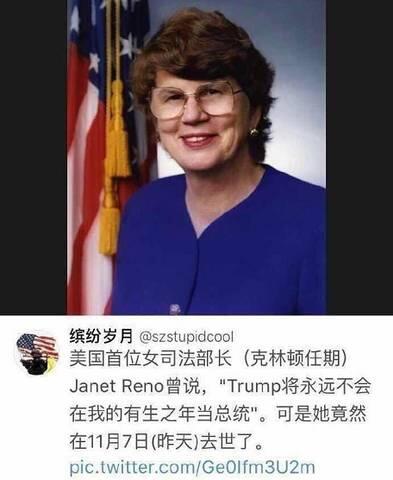 缤纷岁月 @szstupidcool
美国首位女司法部长（克林顿任期）
Janet Reno曾说，"Trump将永远不会
在我的有生之年当总统"。可是她竟然
在11月7日(昨天)去世了。
pic.twitter.com/Ge0lfm3U2m